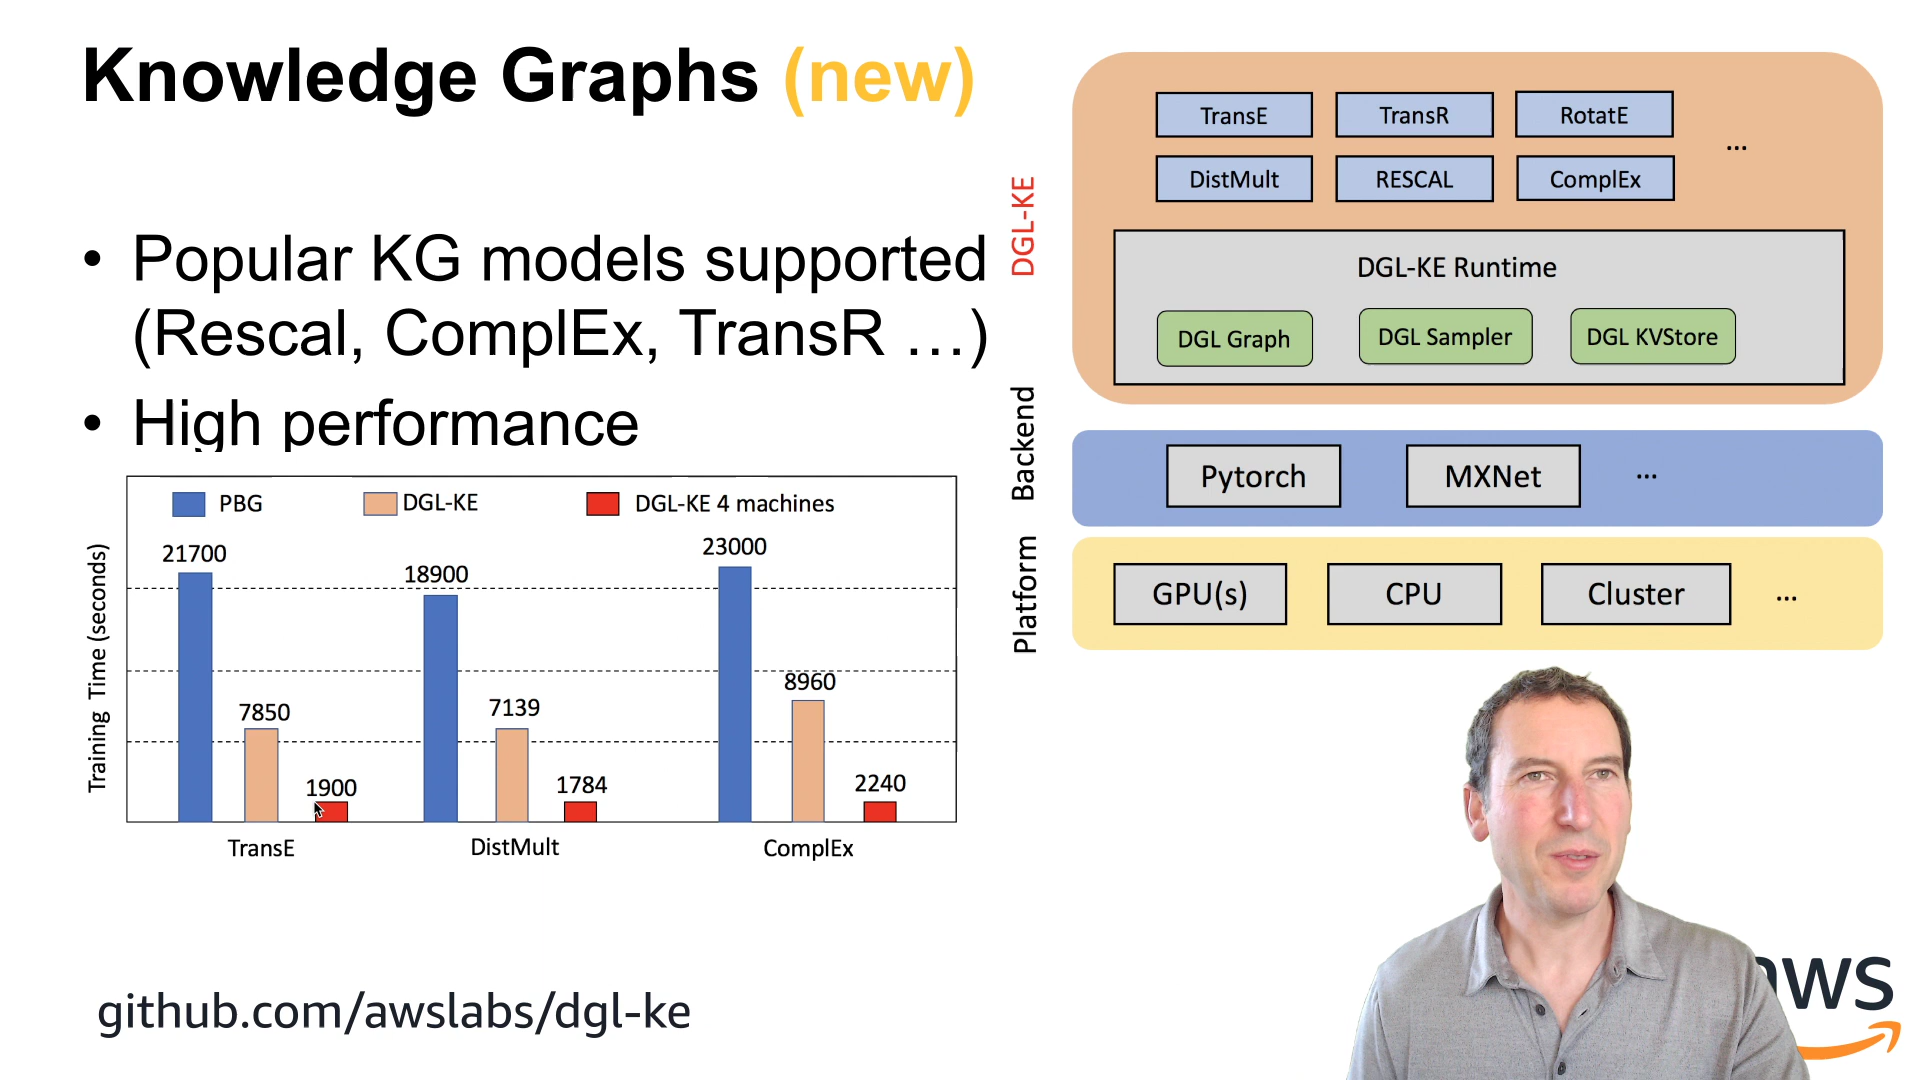 Knowledge Graphs (new)
• Popular KG models supported
(Rescal, ComplEx, TransR …)
• High performance
PBG
DGL-KE
DGL-KE 4 machines
Training Time (seconds)
21700
7850
1900
18900
7139
1784
23000
8960
2240
TransE
DistMult
ComplEx
github.com/awslabs/dgl-ke
DGL-KE
TransE
TransR
RotatE
...
DistMult
RESCAL
ComplEx
DGL-KE Runtime
DGL Graph
DGL Sampler
DGL KVStore
Backend
Pytorch
MXNet
...
Platform
GPU(s)
CPU
Cluster
...
aws